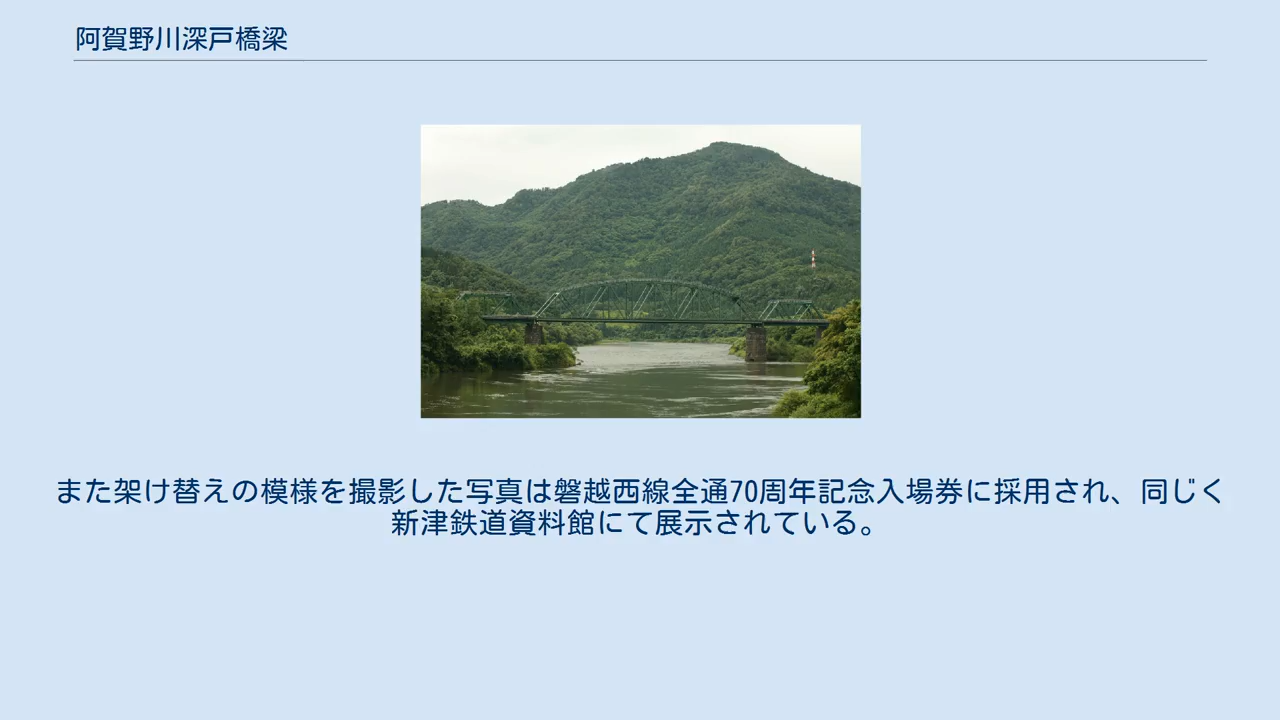 阿賀野川深戸橋梁
また架け替えの模様を撮影した写真は磐越西線全通70周年記念入場券に採用され、同じく
新津鉄道資料館にて展示されている。